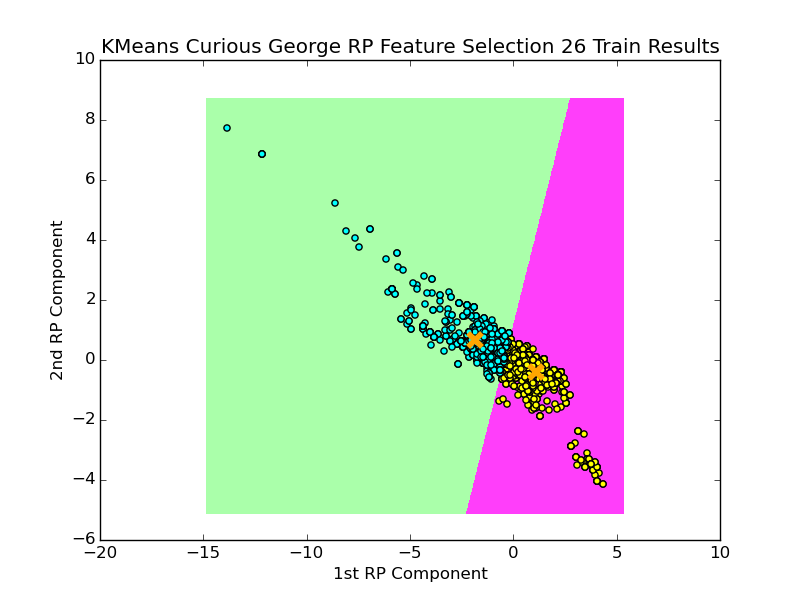 KMeans Curious George RP Feature Selection 26 Train Results
10
8
6
4
2
0
−2
−4
−6
2nd RP Component
−20 −15 −10 −5 0 5 10
1st RP Component